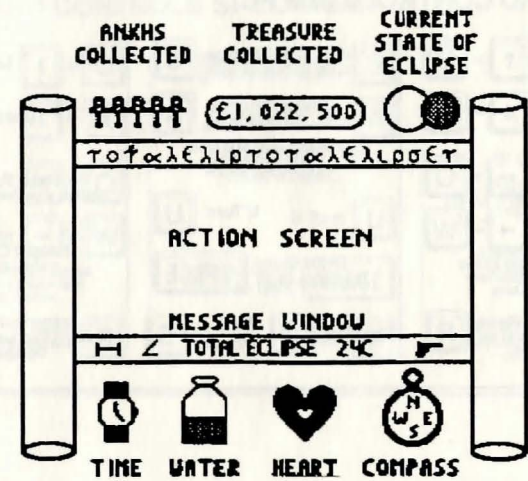 ANKHS COLLECTED
TREASURE COLLECTED
CURRENT STATE OF ECLIPSE
£1,022,500
τοtαλελιρτοταλελιρσετ
ACTION SCREEN
MESSAGE WINDOW
TOTAL ECLIPSE 24C
N
W E
S
TIME WATER HEART COMPASS